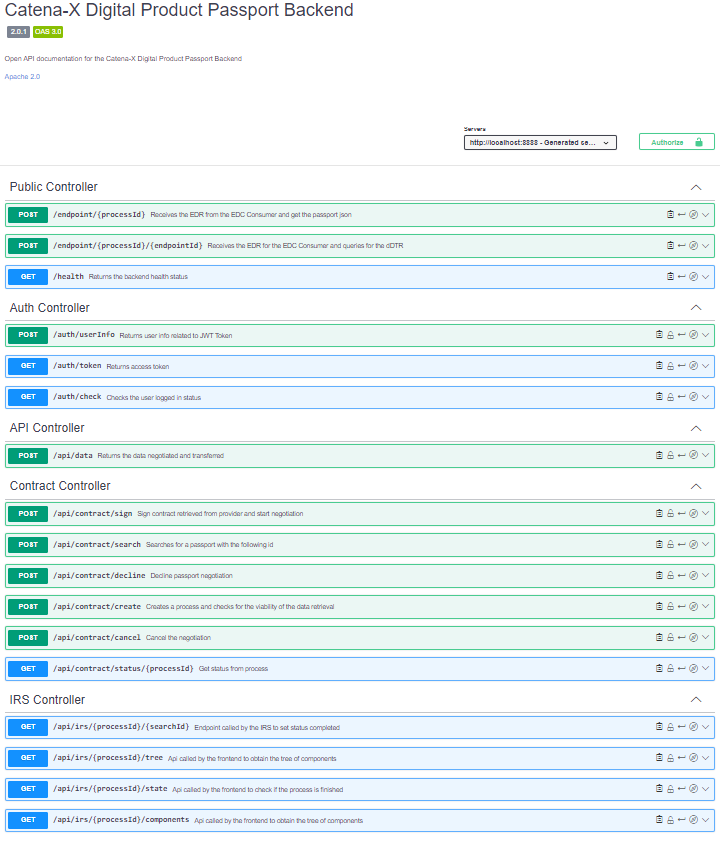 Catena-X Digital Product Passport Backend
2.0.1 OAS 3.0
Open API documentation for the Catena-X Digital Product Passport Backend
Apache 2.0
Servers
http://localhost:8888 - Generated se...
Authorize
Public Controller
POST /endpoint/{processId} Receives the EDR from the EDC Consumer and get the passport json
POST /endpoint/{processId}/{endpointId} Receives the EDR for the EDC Consumer and queries for the dDTR
GET /health Returns the backend health status
Auth Controller
POST /auth/userInfo Returns user info related to JWT Token
GET /auth/token Returns access token
GET /auth/check Checks the user logged in status
API Controller
POST /api/data Returns the data negotiated and transferred
Contract Controller
POST /api/contract/sign Sign contract retrieved from provider and start negotiation
POST /api/contract/search Searches for a passport with the following id
POST /api/contract/decline Decline passport negotiation
POST /api/contract/create Creates a process and checks for the viability of the data retrieval
POST /api/contract/cancel Cancel the negotiation
GET /api/contract/status/{processId} Get status from process
IRS Controller
GET /api/irs/{processId}/{searchId} Endpoint called by the IRS to set status completed
GET /api/irs/{processId}/tree Api called by the frontend to obtain the tree of components
GET /api/irs/{processId}/state Api called by the frontend to check if the process is finished
GET /api/irs/{processId}/components Api called by the frontend to obtain the tree of components